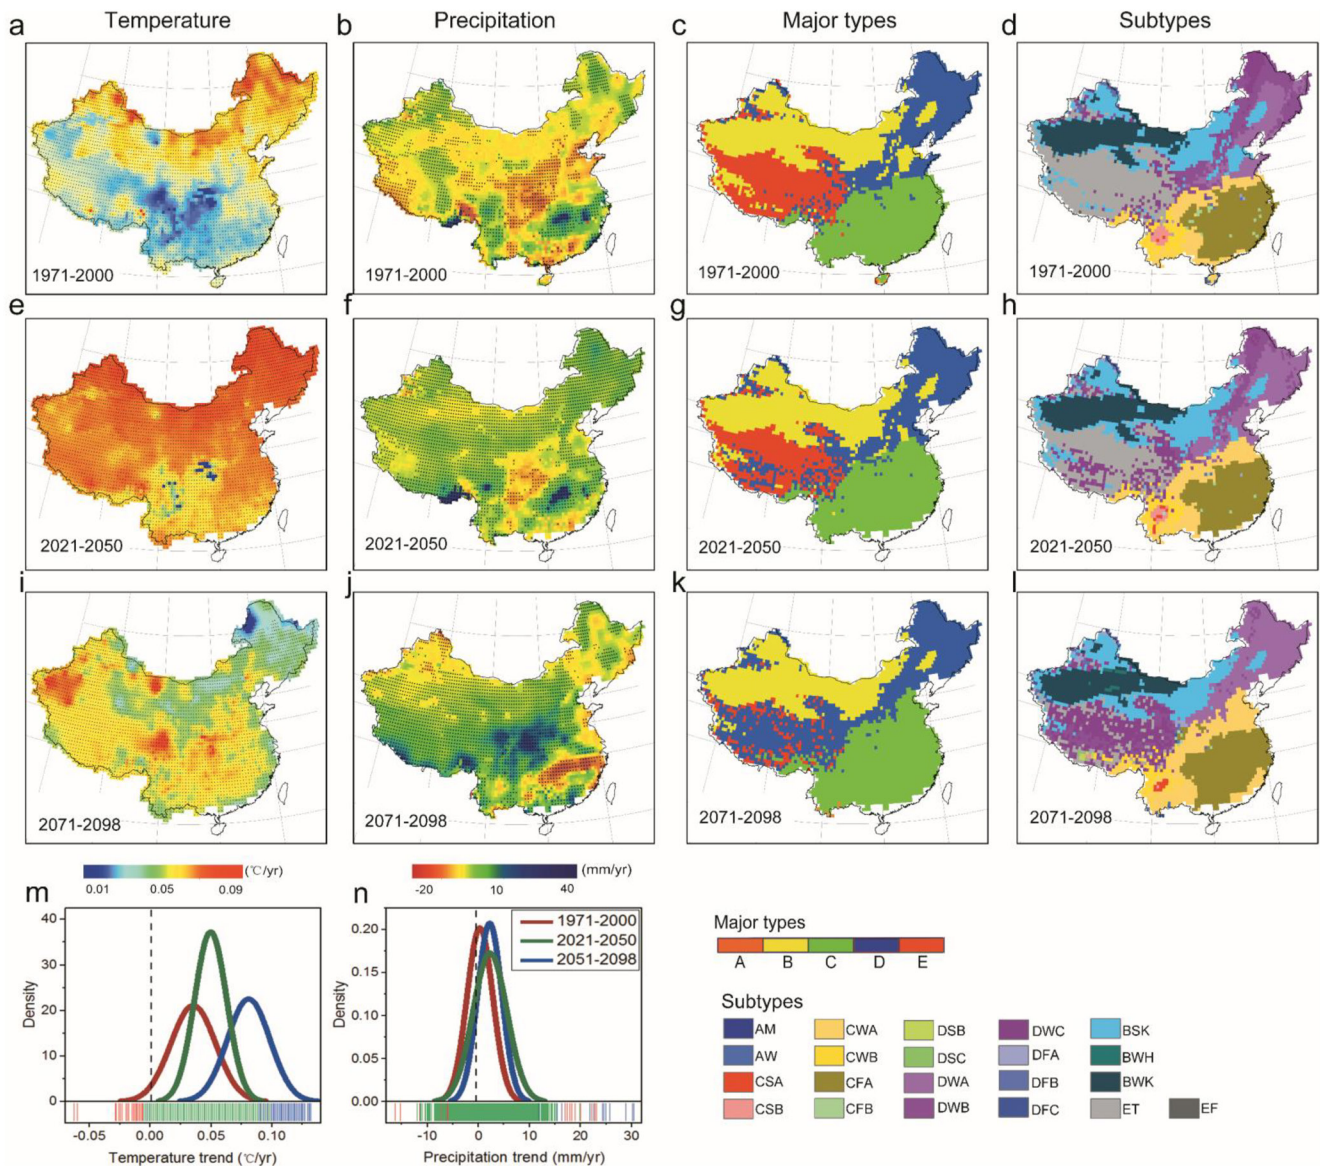 a Temperature b Precipitation c Major types d Subtypes
1971-2000 1971-2000 1971-2000 1971-2000
e f g h
2021-2050 2021-2050 2021-2050 2021-2050
i j k l
2071-2098 2071-2098 2071-2098 2071-2098
(℃/yr) (mm/yr)
0.01 0.05 0.09 -20 10 40
m n
40 30 20 10 0
Density
-0.05 0.00 0.05 0.10
Temperature trend (℃/yr)
0.20 0.15 0.10 0.05 0.00
Density
1971-2000
2021-2050
2051-2098
-10 0 10 20 30
Precipitation trend (mm/yr)
Major types
A B C D E
Subtypes
AM CWA DSB DWC BSK
AW CWB DSC DFA BWH
CSA CFA DWA DFB BWK
CSB CFB DWB DFC ET EF